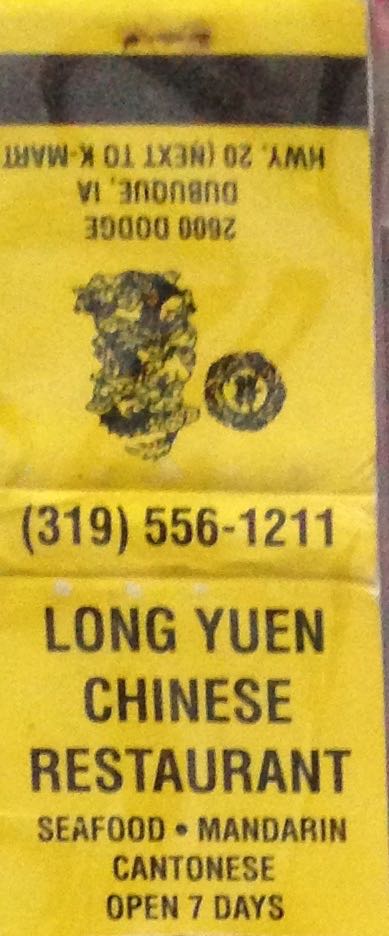 (319) 556-1211
LONG YUEN
CHINESE
RESTAURANT
SEAFOOD • MANDARIN
CANTONESE
OPEN 7 DAYS
2600 DODGE
DUBUQUE, IA
HWY. 20 (NEXT TO K-MART